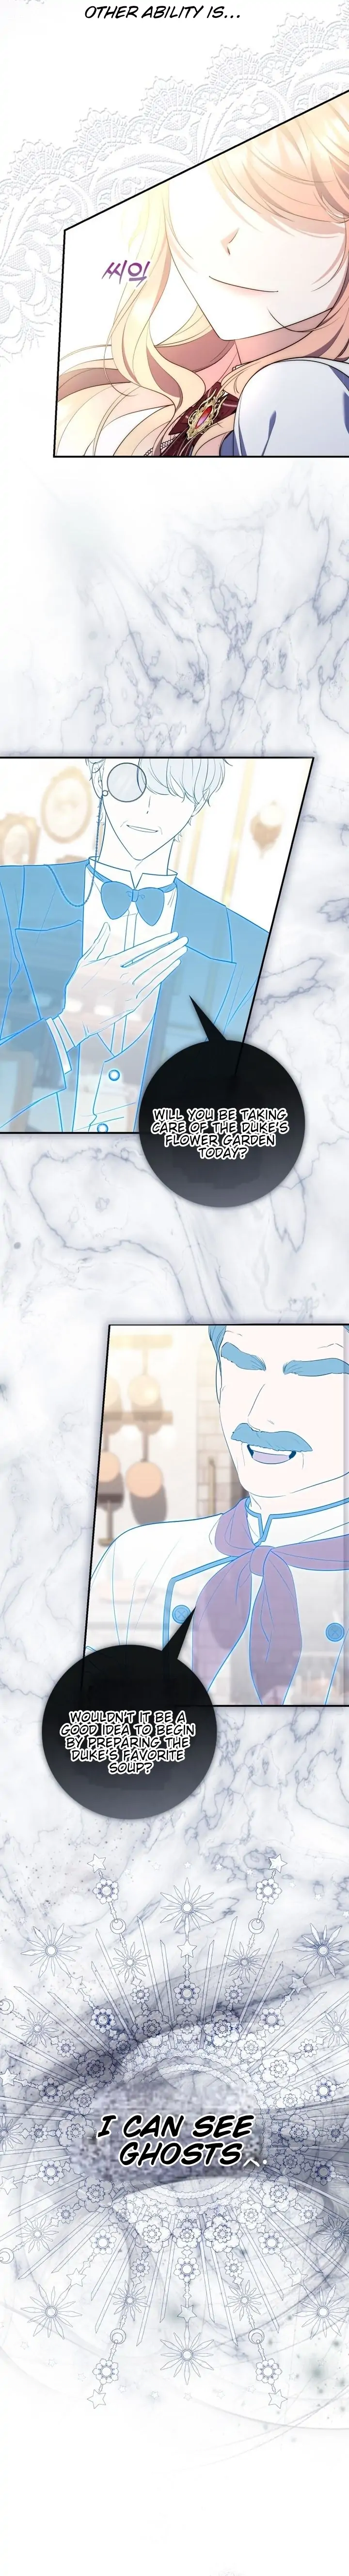 OTHER ABILITY IS...
씨익
WILL YOU BE TAKING
CARE OF THE DUKE'S
FLOWER GARDEN
TODAY?
WOULDN'T IT BE A
GOOD IDEA TO BEGIN
BY PREPARING THE
DUKE'S FAVORITE
SOUP?
I CAN SEE
GHOSTS